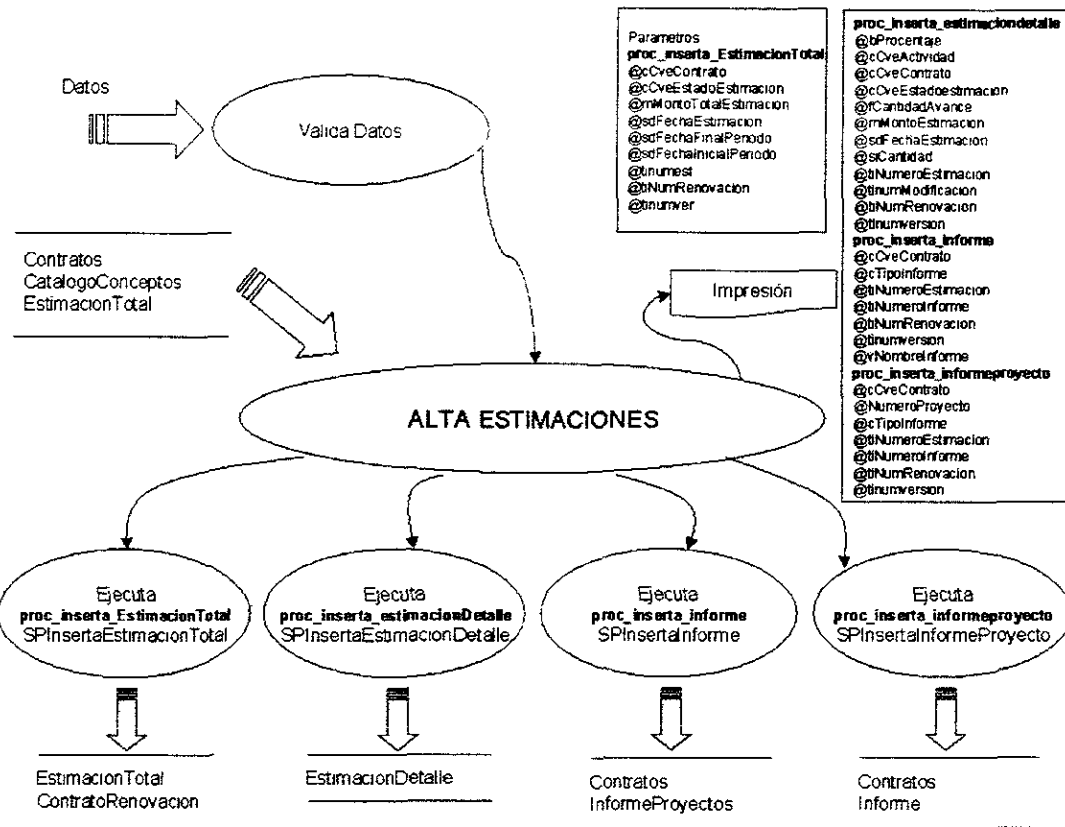 Datos
Valica Datos
Contratos
CatalogoConceptos
EstimacionTotal
Parametros
proc_inserta_EstimacionTotal
@cCveContrato
@cCveEstadoEstimacion
@mMontoTotalEstimacion
@sdFechaEstimacion
@sdFechaFinalPeriodo
@sdFechaInicialPeriodo
@tinumest
@tiNumRenovacion
@tinumver
proc_inserta_estimaciondetalle
@bPorcentaje
@cCveActividad
@cCveContrato
@cCveEstadoestimacion
@fCantidadAvance
@mMontoEstimacion
@sdFechaEstimacion
@siCantidad
@tiNumeroEstimacion
@tinumModificacion
@tiNumRenovacion
@tinumversion
proc_inserta_informe
@cCveContrato
@cTipoInforme
@tiNumeroEstimacion
@tiNumeroInforme
@tiNumRenovacion
@tinumversion
@vNombreInforme
proc_inserta_informeproyecto
@cCveContrato
@NumeroProyecto
@cTipoInforme
@tiNumeroEstimacion
@tiNumeroInforme
@tiNumRenovacion
@tinumversion
Impresión
ALTA ESTIMACIONES
Ejecuta
proc_inserta_EstimacionTotal
SPInsertaEstimacionTotal
Ejecuta
proc_inserta_estimacionDetalle
SPInsertaEstimacionDetalle
Ejecuta
proc_inserta_informe
SPInsertaInforme
Ejecuta
proc_inserta_informeproyecto
SPInsertaInformeProyecto
EstimacionTotal
ContratoRenovacion
EstimacionDetalle
Contratos
InformeProyectos
Contratos
Informe